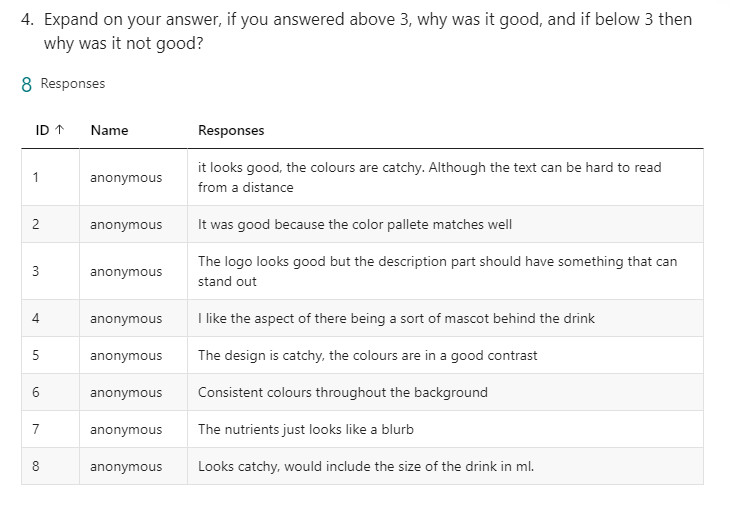 4. Expand on your answer, if you answered above 3, why was it good, and if below 3 then
why was it not good?
8 Responses
ID ↑ Name Responses
1 anonymous it looks good, the colours are catchy. Although the text can be hard to read
from a distance
2 anonymous It was good because the color pallete matches well
3 anonymous The logo looks good but the description part should have something that can
stand out
4 anonymous I like the aspect of there being a sort of mascot behind the drink
5 anonymous The design is catchy, the colours are in a good contrast
6 anonymous Consistent colours throughout the background
7 anonymous The nutrients just looks like a blurb
8 anonymous Looks catchy, would include the size of the drink in ml.